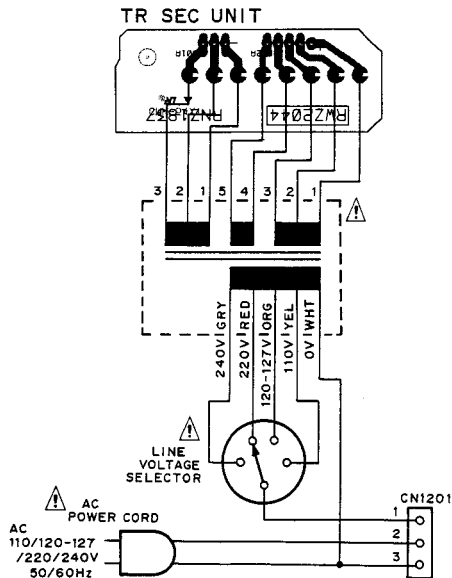 TR SEC UNIT
RNZ1837
RWZ2044
3 2 1 5 4 3 2 1
240V GRY
220V RED
120-127V ORG
110V YEL
0V WHT
LINE
VOLTAGE
SELECTOR
CN1201
1
2
3
AC
POWER CORD
AC
110/120-127
/220/240V
50/60Hz